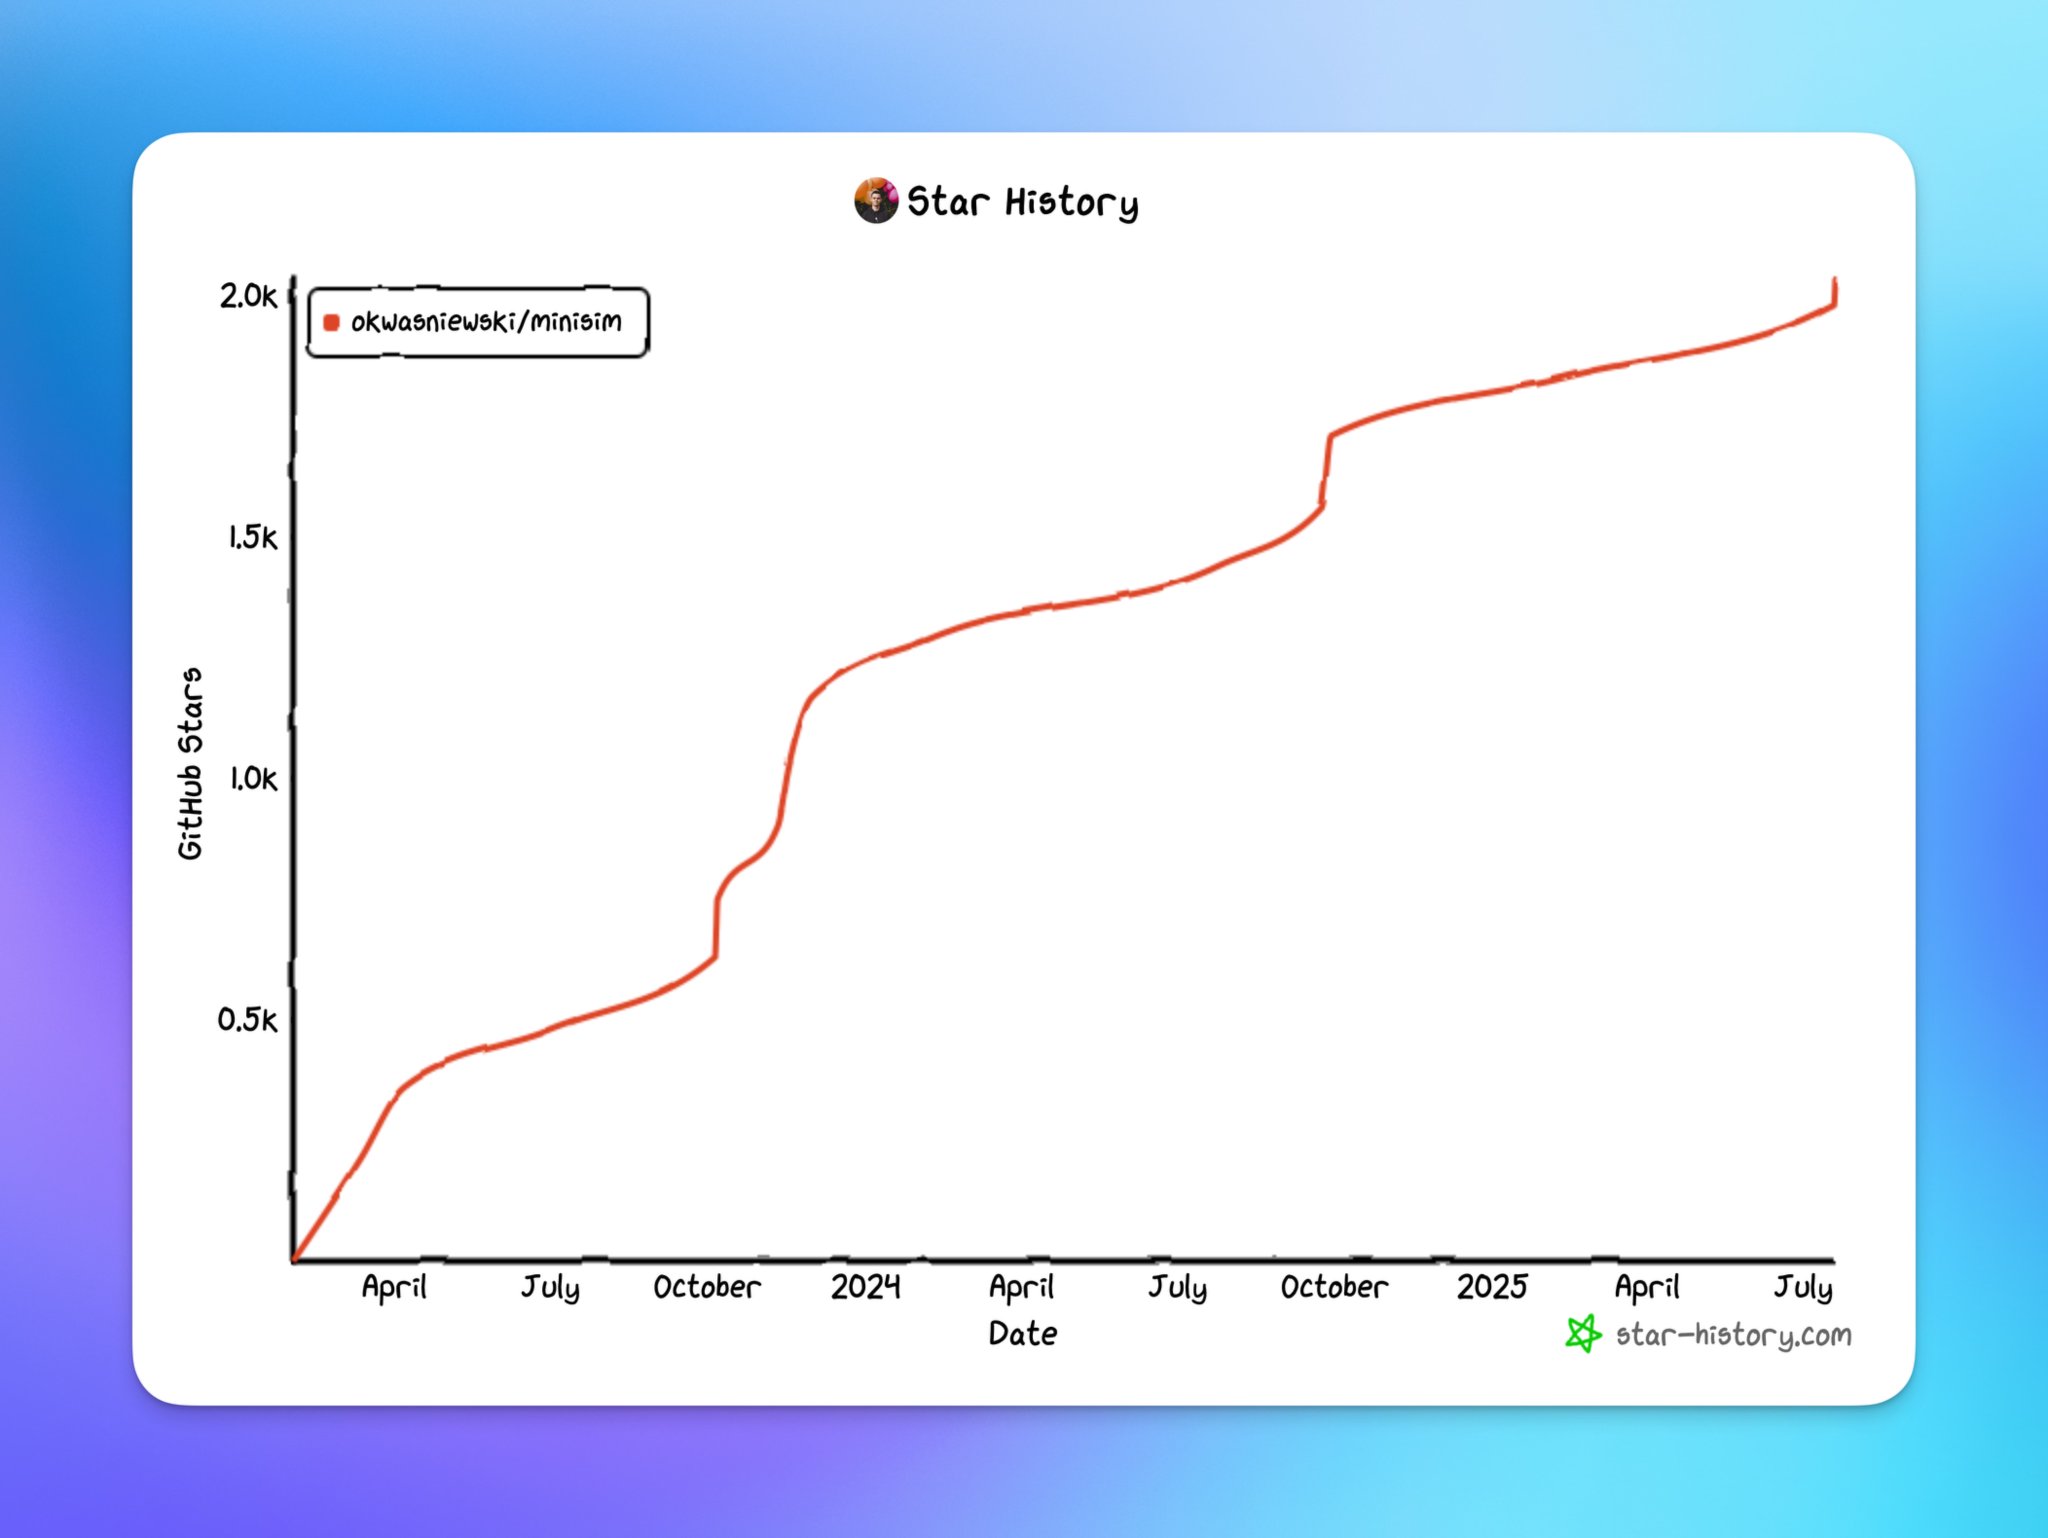 Star History
2.0k
okwasniewski/minisim
1.5k
1.0k
0.5k
GitHub Stars
April July October 2024 April July October 2025 April July
Date
star-history.com